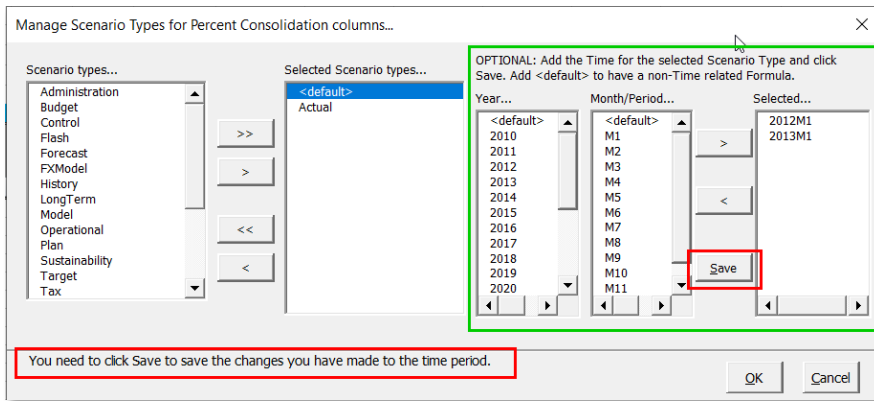 Manage Scenario Types for Percent Consolidation columns...
OPTIONAL: Add the Time for the selected Scenario Type and click
Save. Add <default> to have a non-Time related Formula.
Scenario types...
Administration
Budget
Control
Flash
Forecast
FXModel
History
LongTerm
Model
Operational
Plan
Sustainability
Target
Tax
>>
>
<<
<
Selected Scenario types...
<default>
Actual
Year...
<default>
2010
2011
2012
2013
2014
2015
2016
2017
2018
2019
2020
Month/Period...
<default>
M1
M2
M3
M4
M5
M6
M7
M8
M9
M10
M11
>
<
Save
Selected...
2012M1
2013M1
You need to click Save to save the changes you have made to the time period.
OK
Cancel